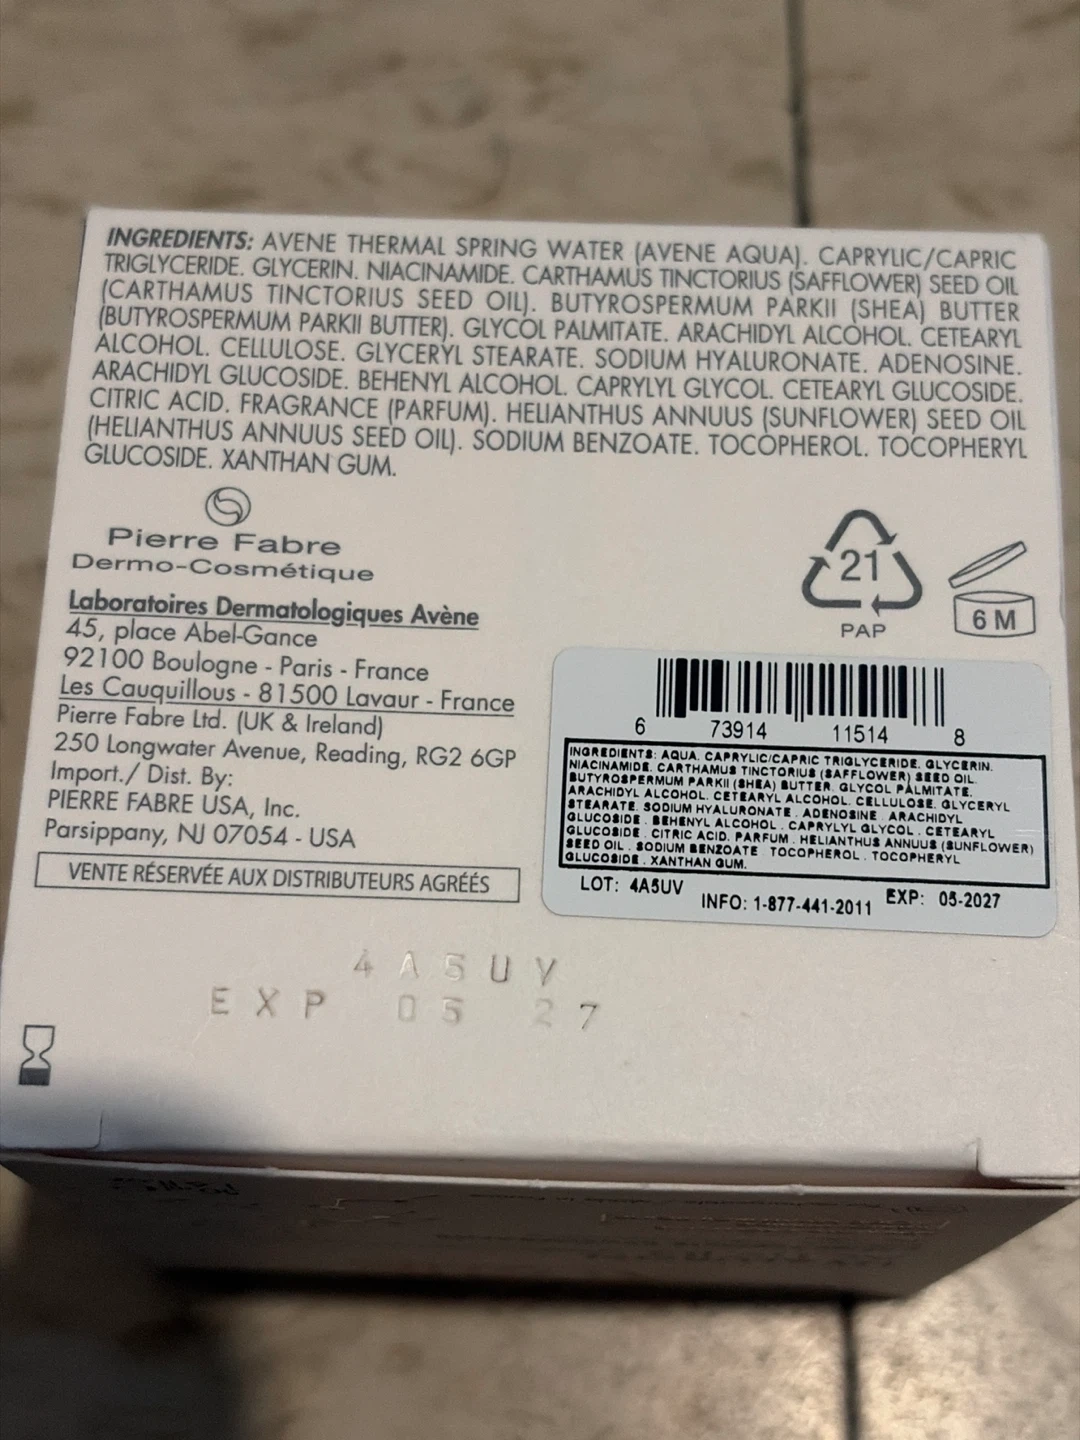 INGREDIENTS: AVENE THERMAL SPRING WATER (AVENE AQUA). CAPRYLIC/CAPRIC
TRIGLYCERIDE. GLYCERIN. NIACINAMIDE. CARTHAMUS TINCTORIUS (SAFFLOWER) SEED OIL
(CARTHAMUS TINCTORIUS SEED OIL). BUTYROSPERMUM PARKII (SHEA) BUTTER
(BUTYROSPERMUM PARKII BUTTER). GLYCOL PALMITATE. ARACHIDYL ALCOHOL. CETEARYL
ALCOHOL. CELLULOSE. GLYCERYL STEARATE. SODIUM HYALURONATE. ADENOSINE.
ARACHIDYL GLUCOSIDE. BEHENYL ALCOHOL. CAPRYLYL GLYCOL. CETEARYL GLUCOSIDE.
CITRIC ACID. FRAGRANCE (PARFUM). HELIANTHUS ANNUUS (SUNFLOWER) SEED OIL
(HELIANTHUS ANNUUS SEED OIL). SODIUM BENZOATE. TOCOPHEROL. TOCOPHERYL
GLUCOSIDE. XANTHAN GUM.
Pierre Fabre
Dermo-Cosmétique
Laboratoires Dermatologiques Avène
45, place Abel-Gance
92100 Boulogne - Paris - France
Les Cauquillous - 81500 Lavaur - France
Pierre Fabre Ltd. (UK & Ireland)
250 Longwater Avenue, Reading, RG2 6GP
Import./ Dist. By:
PIERRE FABRE USA, Inc.
Parsippany, NJ 07054 - USA
VENTE RÉSERVÉE AUX DISTRIBUTEURS AGRÉÉS
21
PAP
6 M
6 73914 11514 8
INGREDIENTS: AQUA. CAPRYLIC/CAPRIC TRIGLYCERIDE. GLYCERIN.
NIACINAMIDE. CARTHAMUS TINCTORIUS (SAFFLOWER) SEED OIL.
BUTYROSPERMUM PARKII (SHEA) BUTTER. GLYCOL PALMITATE.
ARACHIDYL ALCOHOL. CETEARYL ALCOHOL. CELLULOSE. GLYCERYL
STEARATE. SODIUM HYALURONATE. ADENOSINE. ARACHIDYL
GLUCOSIDE. BEHENYL ALCOHOL. CAPRYLYL GLYCOL. CETEARYL
GLUCOSIDE. CITRIC ACID. PARFUM. HELIANTHUS ANNUUS (SUNFLOWER)
SEED OIL. SODIUM BENZOATE TOCOPHEROL. TOCOPHERYL
GLUCOSIDE. XANTHAN GUM.
LOT: 4A5UV
INFO: 1-877-441-2011
EXP: 05-2027
4A5UV
EXP 05 27